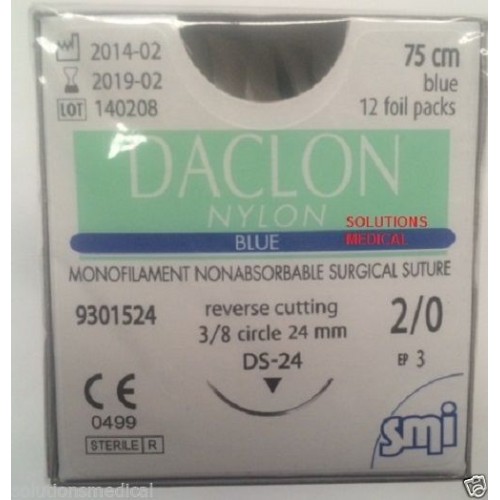 2014-02
75 cm
2019-02
blue
LOT 140208
12 foil packs
DACLON
NYLON
SOLUTIONS
BLUE
MEDICAL
MONOFILAMENT NONABSORBABLE SURGICAL SUTURE
9301524
reverse cutting
2/0
3/8 circle 24 mm
DS-24
EP 3
CE
0499
STERILE R
smi
solutionsmedical